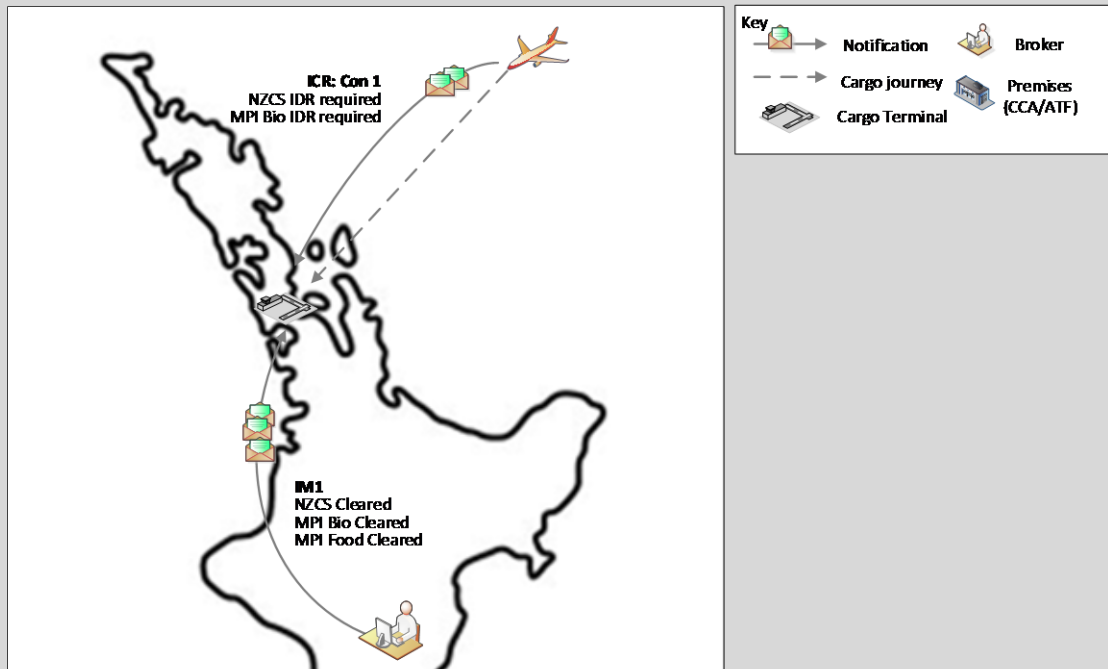 ICR: Con 1
NZCS IDR required
MPI Bio IDR required
IM1
NZCS Cleared
MPI Bio Cleared
MPI Food Cleared
Key
Notification
Broker
Cargo journey
Premises
(CCA/ATF)
Cargo Terminal